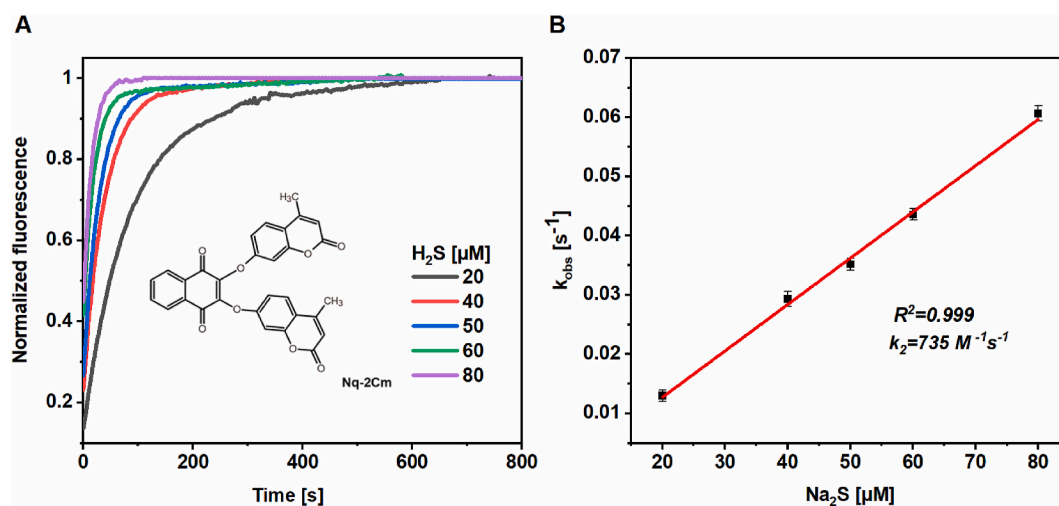 A
Normalized fluorescence
1
0.8
0.6
0.4
0.2
0
200
400
600
800
Time [s]
O
O
O
O
O
O
O
O
H₃C
CH₃
Nq-2Cm
H₂S [µM]
20
40
50
60
80
B
k_obs [s⁻¹]
0.07
0.06
0.05
0.04
0.03
0.02
0.01
20
30
40
50
60
70
80
Na₂S [µM]
R²=0.999
k₂=735 M⁻¹s⁻¹